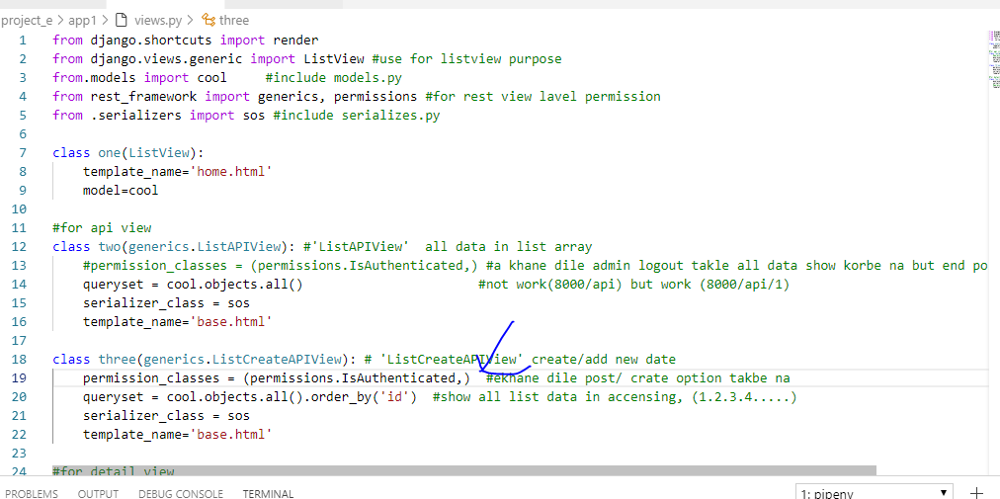 project_e > app1 > views.py > three
1 from django.shortcuts import render
2 from django.views.generic import ListView #use for listview purpose
3 from.models import cool     #include models.py
4 from rest_framework import generics, permissions #for rest view lavel permission
5 from .serializers import sos #include serializes.py
6
7 class one(ListView):
8     template_name='home.html'
9     model=cool
10
11 #for api view
12 class two(generics.ListAPIView): #'ListAPIView'  all data in list array
13     #permission_classes = (permissions.IsAuthenticated,) #a khane dile admin logout takle all data show korbe na but end po
14     queryset = cool.objects.all()                       #not work(8000/api) but work (8000/api/1)
15     serializer_class = sos
16     template_name='base.html'
17
18 class three(generics.ListCreateAPIView): # 'ListCreateAPIView' create/add new date
19     permission_classes = (permissions.IsAuthenticated,)  #ekhane dile post/ crate option takbe na
20     queryset = cool.objects.all().order_by('id')  #show all list data in accensing, (1.2.3.4.....)
21     serializer_class = sos
22     template_name='base.html'
23
24 #for detail view
PROBLEMS OUTPUT DEBUG CONSOLE TERMINAL 1: pipenv